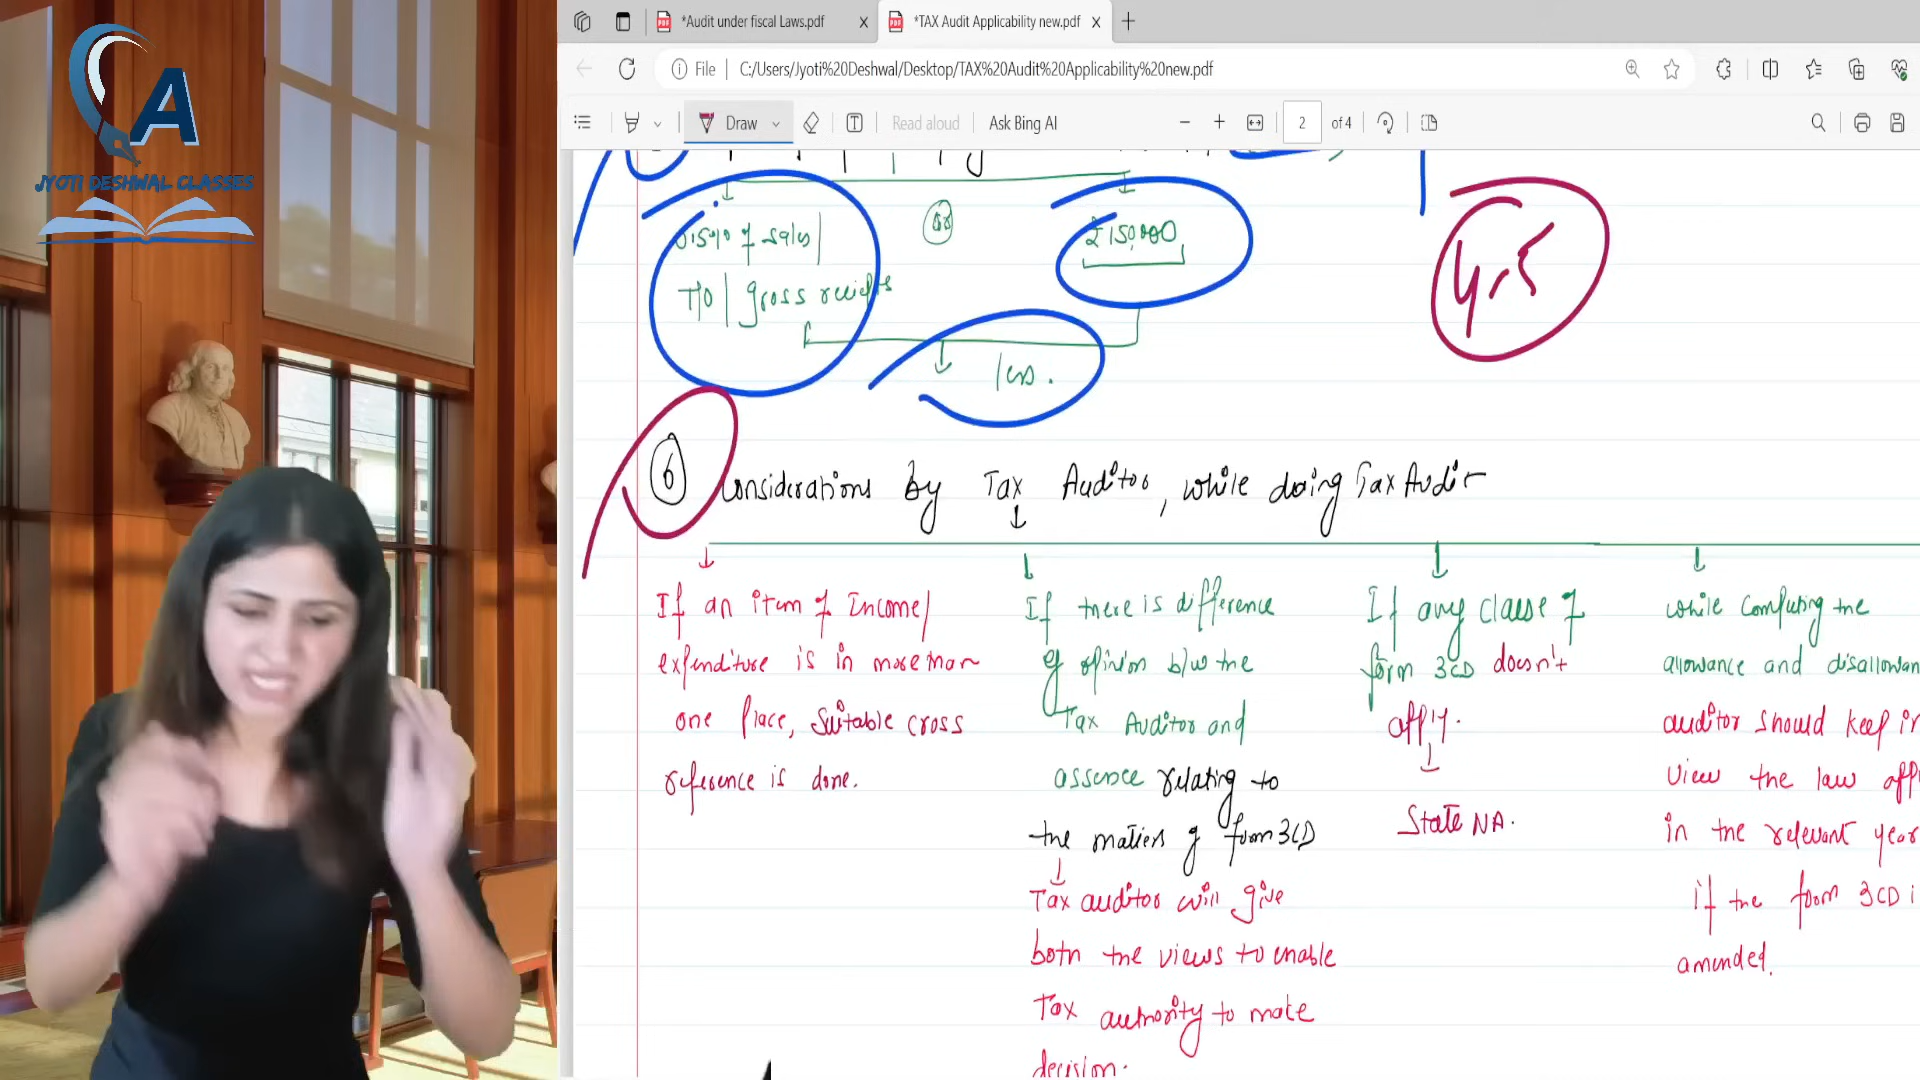 *Audit under fiscal Laws.pdf
*TAX Audit Applicability new.pdf
File C:/Users/Jyoti%20Deshwal/Desktop/TAX%20Audit%20Applicability%20new.pdf
Draw
Read aloud
Ask Bing AI
2 of 4
A
JYOTI DESHWAL CLASSES
0.5% of sales|
T/O | gross receipts
or
₹150,000
less.
4,5
6 Considerations by Tax Auditor, while doing Tax Audit
If an item of Income/
expenditure is in more than
one place, Suitable cross
reference is done.
If there is difference
of opinion b/w the
Tax Auditor and
assessee relating to
the matters of form 3CD
Tax auditor will give
both the views to enable
Tax authority to make
decision.
If any clause of
form 3CD doesn't
apply.
State NA.
while computing the
allowance and
auditor should keep in
view the law
in the relevant year
if the form 3CD
amended.